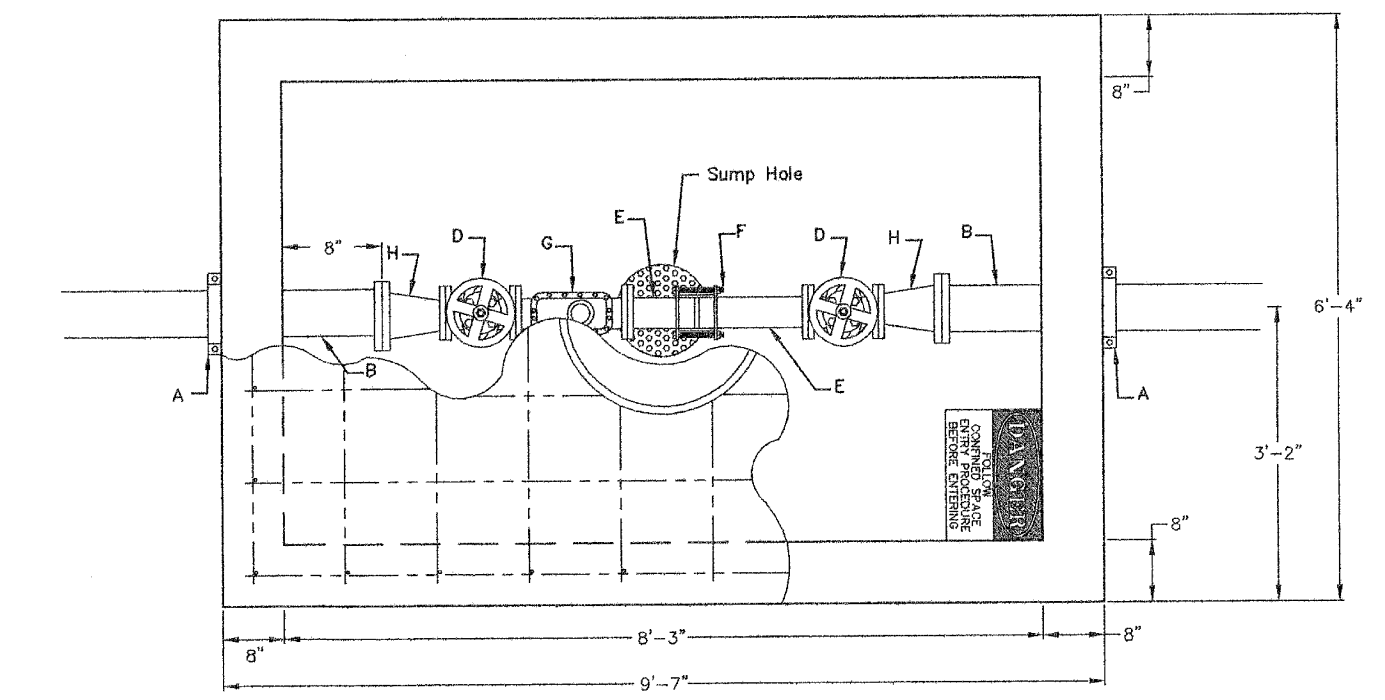 8"
Sump Hole
E
F
D
G
D
H
B
8"
H
6'-4"
B
E
A
A
3'-2"
DANGER
FOLLOW
CONFINED SPACE
ENTRY PROCEDURE
BEFORE ENTERING
8"
8'-3"
8"
8"
9'-7"